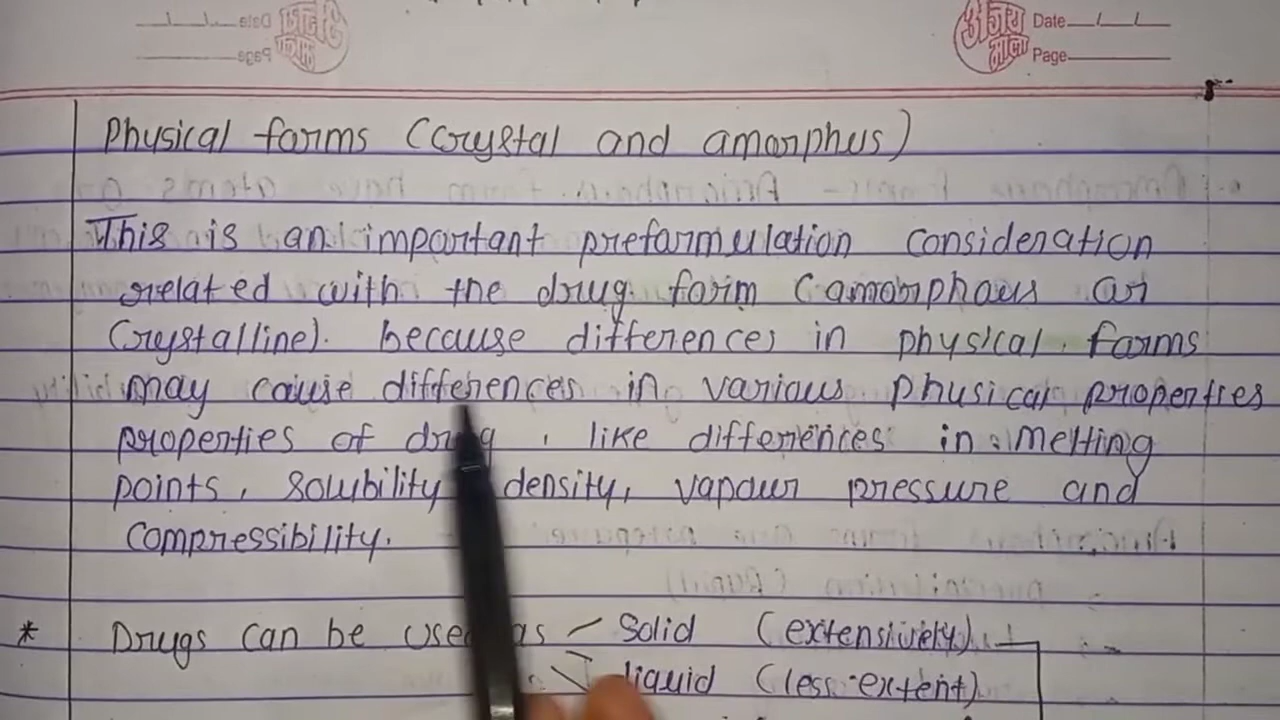 Date
Page
Physical forms (crystal and amorphus)
This is an important preformulation consideration
related with the drug form (amorphous or
Crystalline). because differences in physical forms
may cause differences in various physical properties
properties of drug, like differences in melting
points, solubility density, vapour pressure and
compressibility.
* Drugs can be used as - Solid (extensively)
liquid (less extent)